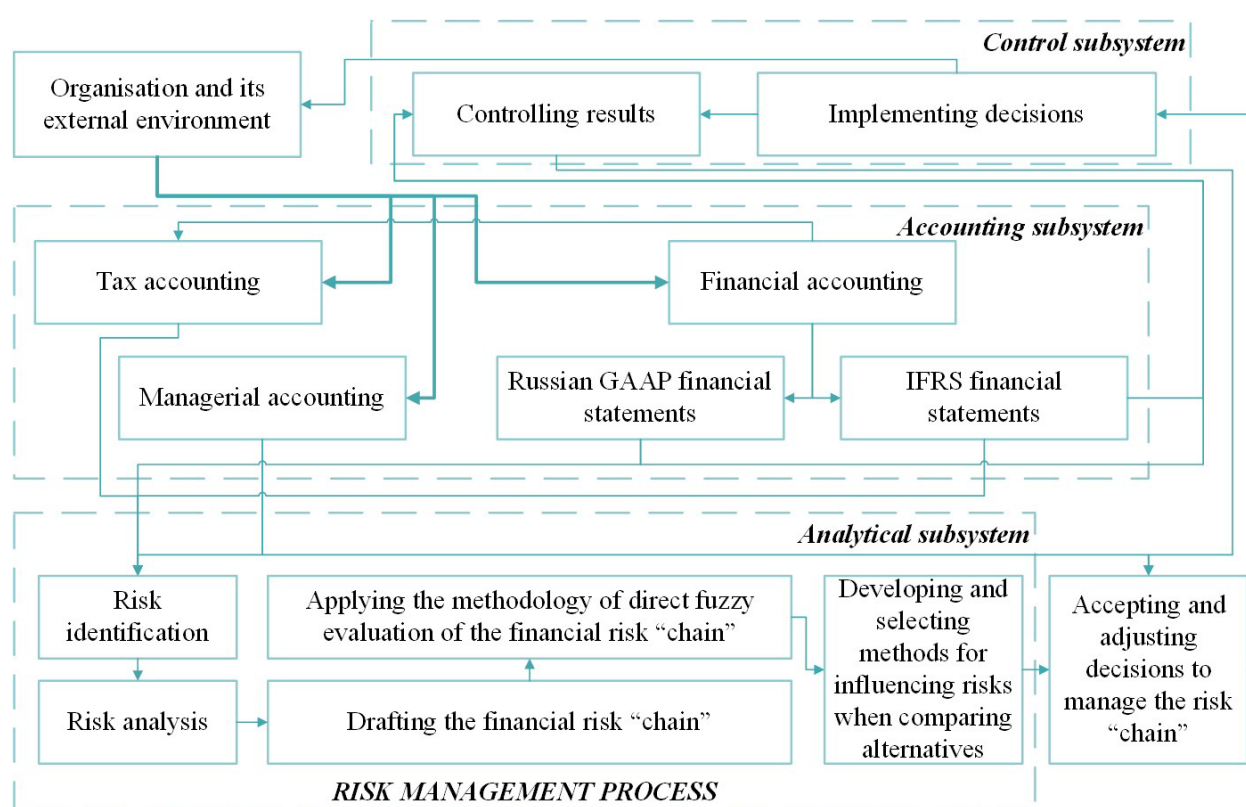 Control subsystem
Organisation and its
external environment
Controlling results
Implementing decisions
Accounting subsystem
Tax accounting
Financial accounting
Managerial accounting
Russian GAAP financial
statements
IFRS financial
statements
Analytical subsystem
Risk
identification
Applying the methodology of direct fuzzy
evaluation of the financial risk “chain”
Developing and
selecting
methods for
influencing risks
when comparing
alternatives
Accepting and
adjusting
decisions to
manage the risk
“chain”
Risk analysis
Drafting the financial risk “chain”
RISK MANAGEMENT PROCESS